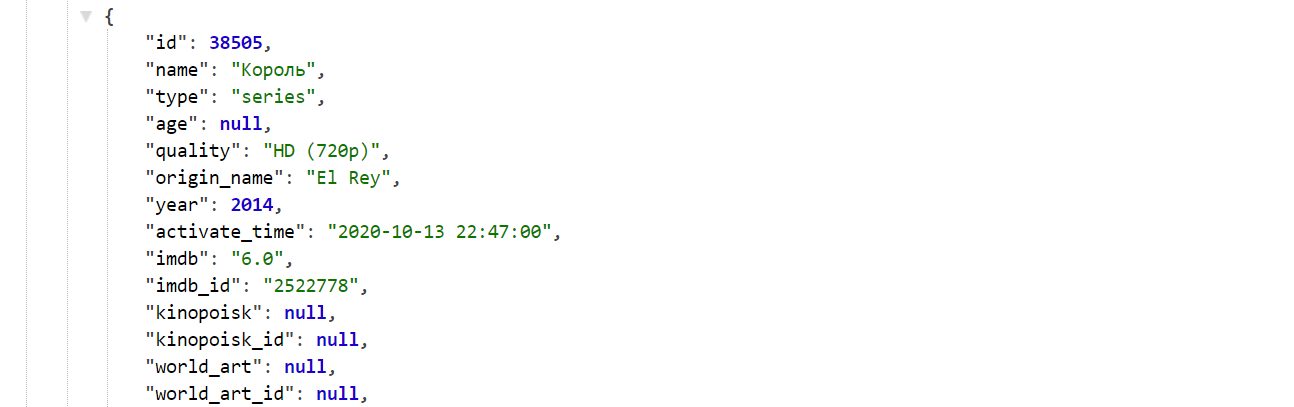 {
"id": 38505,
"name": "Король",
"type": "series",
"age": null,
"quality": "HD (720p)",
"origin_name": "El Rey",
"year": 2014,
"activate_time": "2020-10-13 22:47:00",
"imdb": "6.0",
"imdb_id": "2522778",
"kinopoisk": null,
"kinopoisk_id": null,
"world_art": null,
"world_art_id": null,